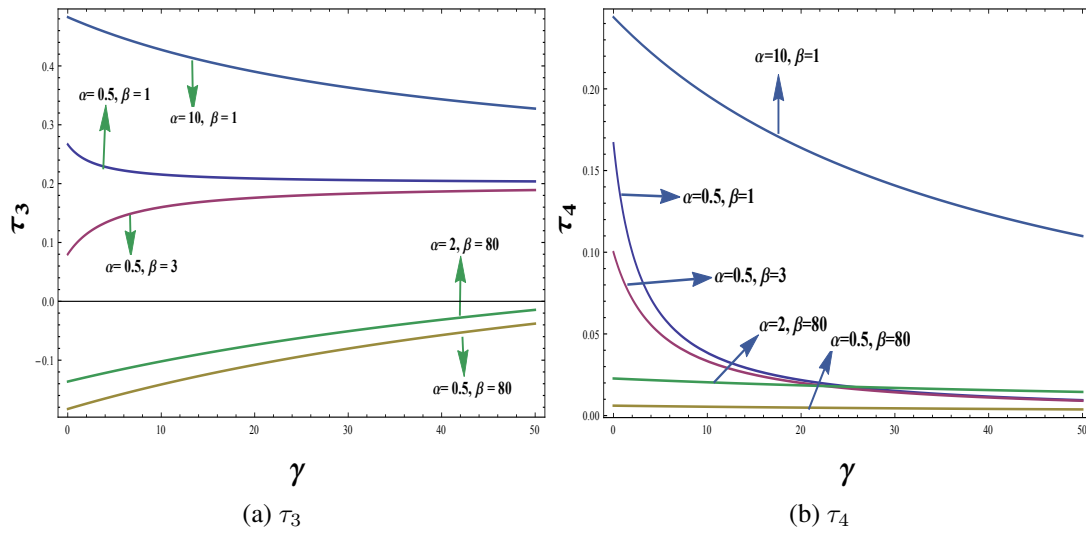 0.4
0.3
0.2
0.1
0.0
−0.1
τ3
α= 0.5, β = 1
α= 10, β = 1
α= 0.5, β = 3
α= 2, β = 80
α= 0.5, β = 80
0 10 20 30 40 50
γ
(a) τ3
0.20
0.15
0.10
0.05
0.00
τ4
α=10, β=1
α=0.5, β=1
α=0.5, β=3
α=2, β=80
α=0.5, β=80
0 10 20 30 40 50
γ
(b) τ4